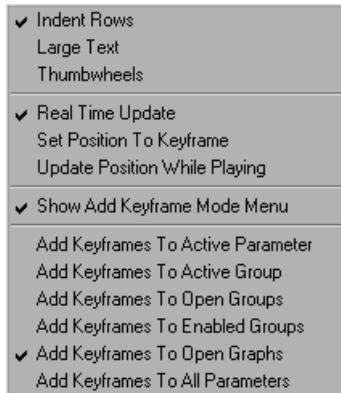 Indent Rows
Large Text
Thumbwheels
Real Time Update
Set Position To Keyframe
Update Position While Playing
Show Add Keyframe Mode Menu
Add Keyframes To Active Parameter
Add Keyframes To Active Group
Add Keyframes To Open Groups
Add Keyframes To Enabled Groups
Add Keyframes To Open Graphs
Add Keyframes To All Parameters